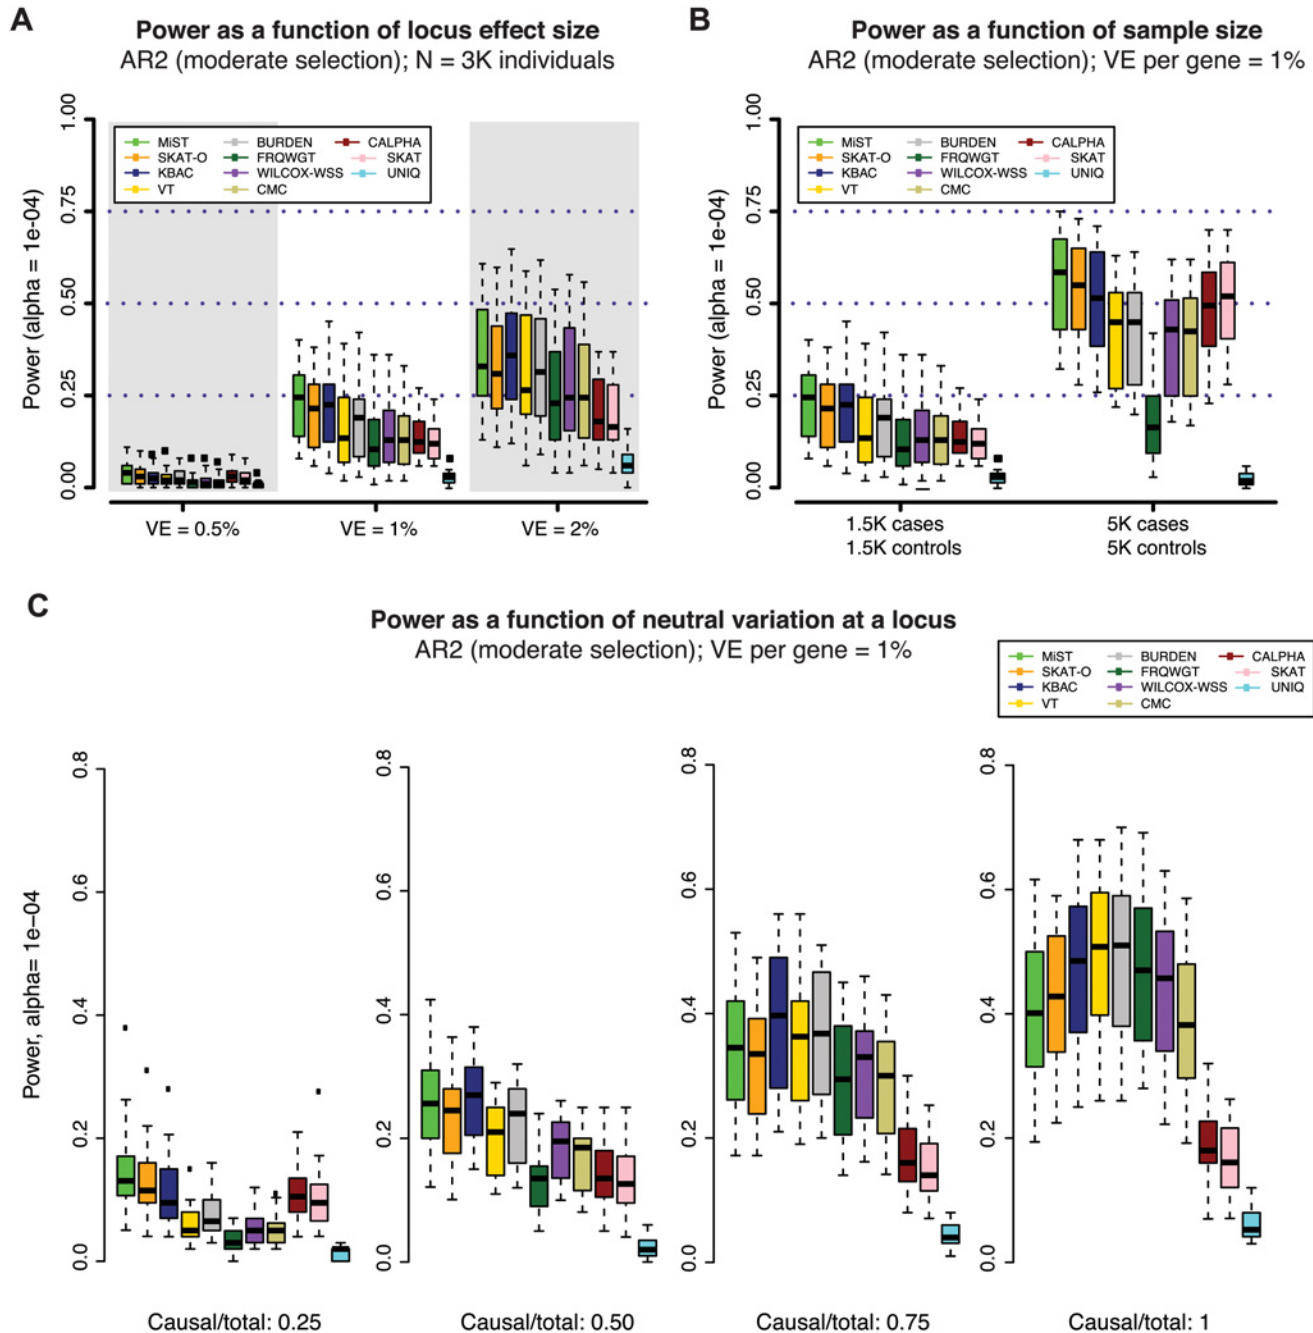 A
Power as a function of locus effect size
AR2 (moderate selection); N = 3K individuals
Power (alpha = 1e-04)
1.00
0.75
0.50
0.25
0.00
MiST
SKAT-O
KBAC
VT
BURDEN
FRQWGT
WILCOX-WSS
CMC
CALPHA
SKAT
UNIQ
VE = 0.5%
VE = 1%
VE = 2%
B
Power as a function of sample size
AR2 (moderate selection); VE per gene = 1%
Power (alpha = 1e-04)
1.00
0.75
0.50
0.25
0.00
MiST
SKAT-O
KBAC
VT
BURDEN
FRQWGT
WILCOX-WSS
CMC
CALPHA
SKAT
UNIQ
1.5K cases
1.5K controls
5K cases
5K controls
C
Power as a function of neutral variation at a locus
AR2 (moderate selection); VE per gene = 1%
MiST
SKAT-O
KBAC
VT
BURDEN
FRQWGT
WILCOX-WSS
CMC
CALPHA
SKAT
UNIQ
Power, alpha= 1e−04
0.8
0.6
0.4
0.2
0.0
Causal/total: 0.25
0.8
0.6
0.4
0.2
0.0
Causal/total: 0.50
0.8
0.6
0.4
0.2
0.0
Causal/total: 0.75
0.8
0.6
0.4
0.2
0.0
Causal/total: 1